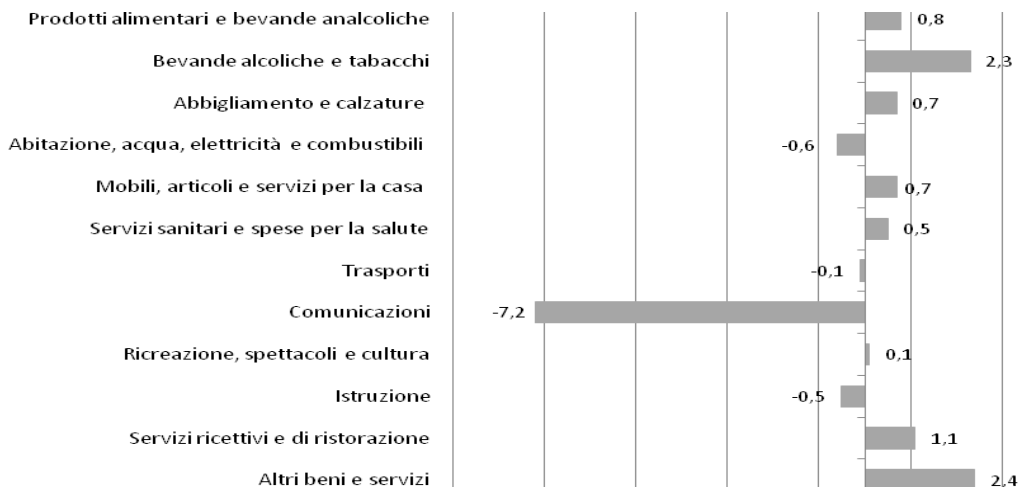 Prodotti alimentari e bevande analcoliche 0,8
Bevande alcoliche e tabacchi 2,3
Abbigliamento e calzature 0,7
Abitazione, acqua, elettricità e combustibili -0,6
Mobili, articoli e servizi per la casa 0,7
Servizi sanitari e spese per la salute 0,5
Trasporti -0,1
Comunicazioni -7,2
Ricreazione, spettacoli e cultura 0,1
Istruzione -0,5
Servizi ricettivi e di ristorazione 1,1
Altri beni e servizi 2,4